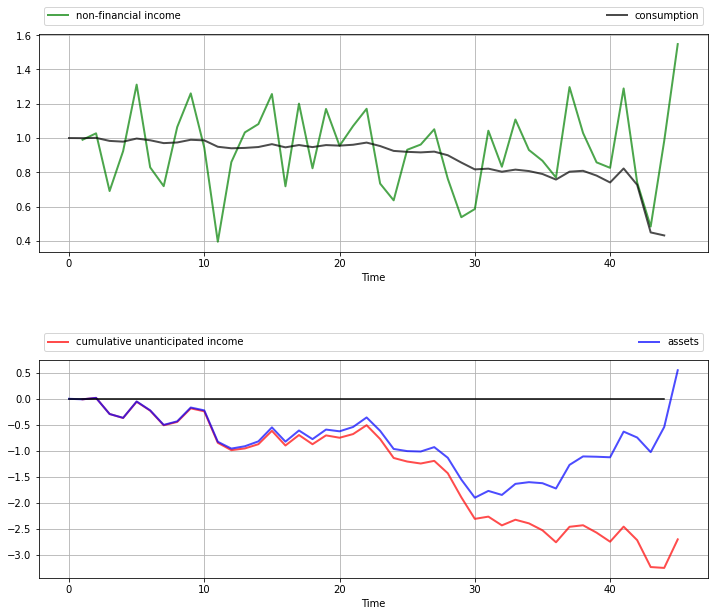 non-financial income consumption
1.6
1.4
1.2
1.0
0.8
0.6
0.4
0 10 20 30 40
Time
cumulative unanticipated income assets
0.5
0.0
−0.5
−1.0
−1.5
−2.0
−2.5
−3.0
0 10 20 30 40
Time